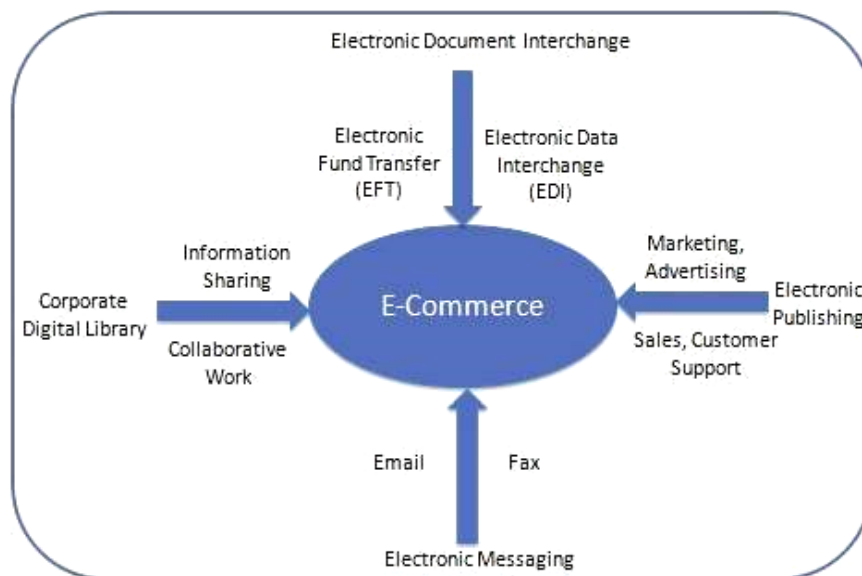 Electronic Document Interchange
Electronic
Fund Transfer
(EFT)
Electronic Data
Interchange
(EDI)
Information
Sharing
Marketing,
Advertising
Corporate
Digital Library
E-Commerce
Electronic
Publishing
Collaborative
Work
Sales, Customer
Support
Email
Fax
Electronic Messaging